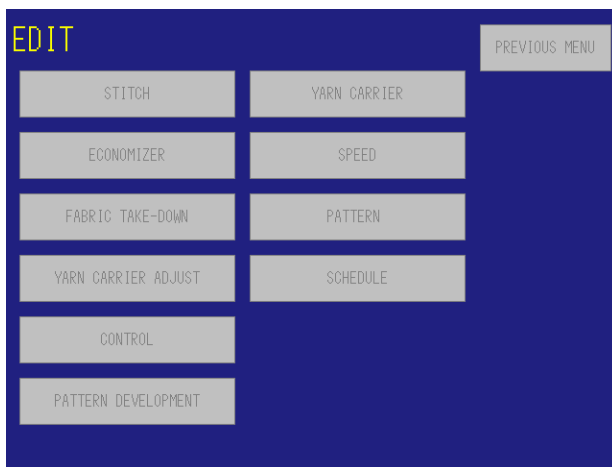 EDIT
PREVIOUS MENU
STITCH
YARN CARRIER
ECONOMIZER
SPEED
FABRIC TAKE-DOWN
PATTERN
YARN CARRIER ADJUST
SCHEDULE
CONTROL
PATTERN DEVELOPMENT